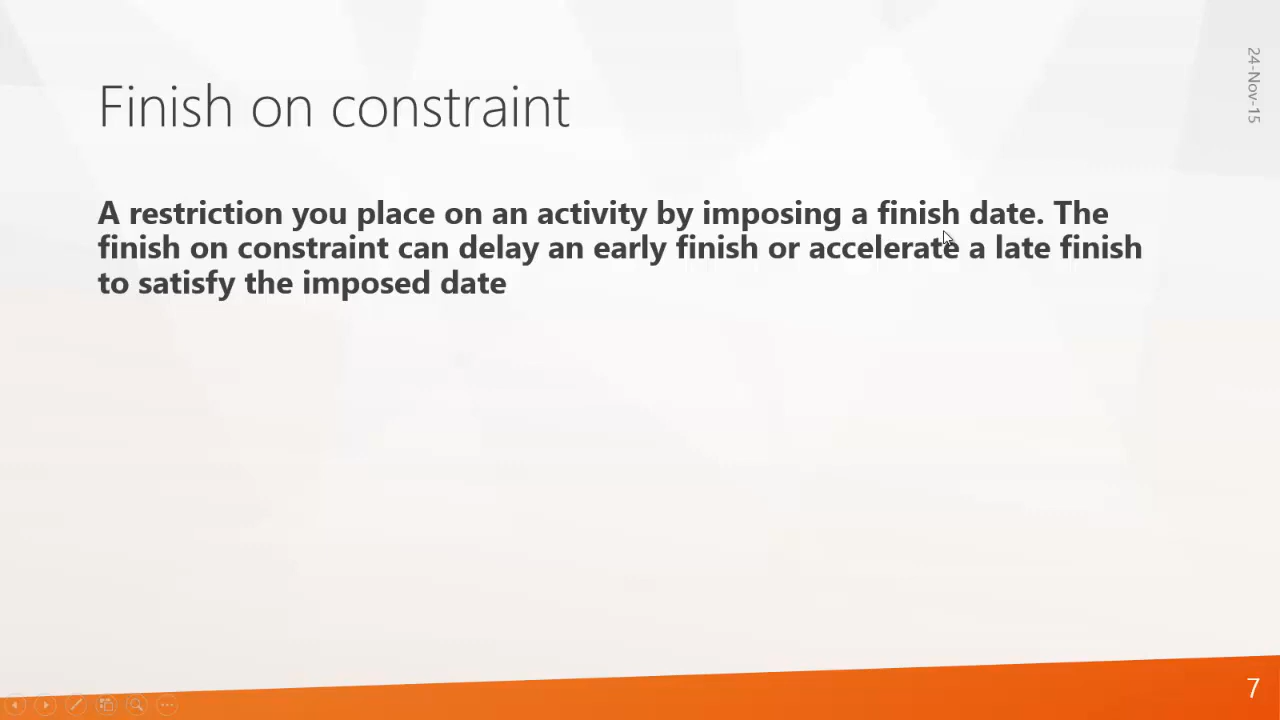 Finish on constraint
24-Nov-15
A restriction you place on an activity by imposing a finish date. The
finish on constraint can delay an early finish or accelerate a late finish
to satisfy the imposed date
7